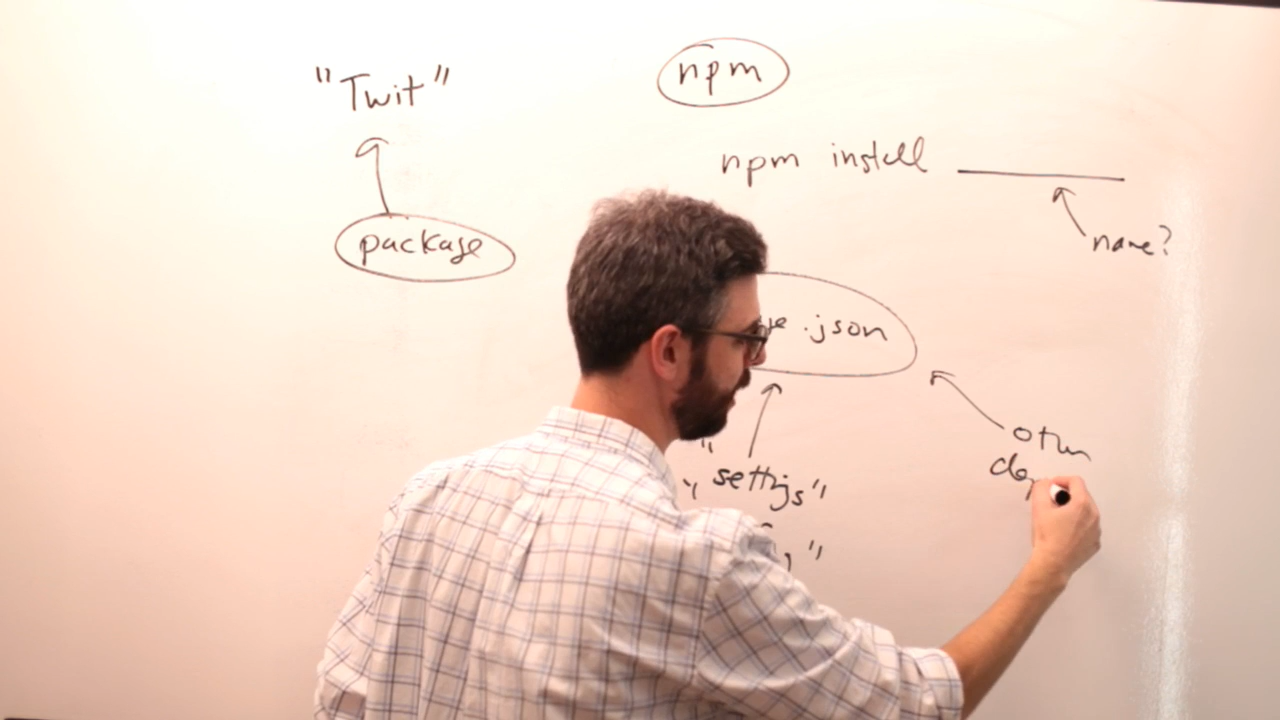 "Twit"
npm
npm install
name?
package
.json
other
"settings"